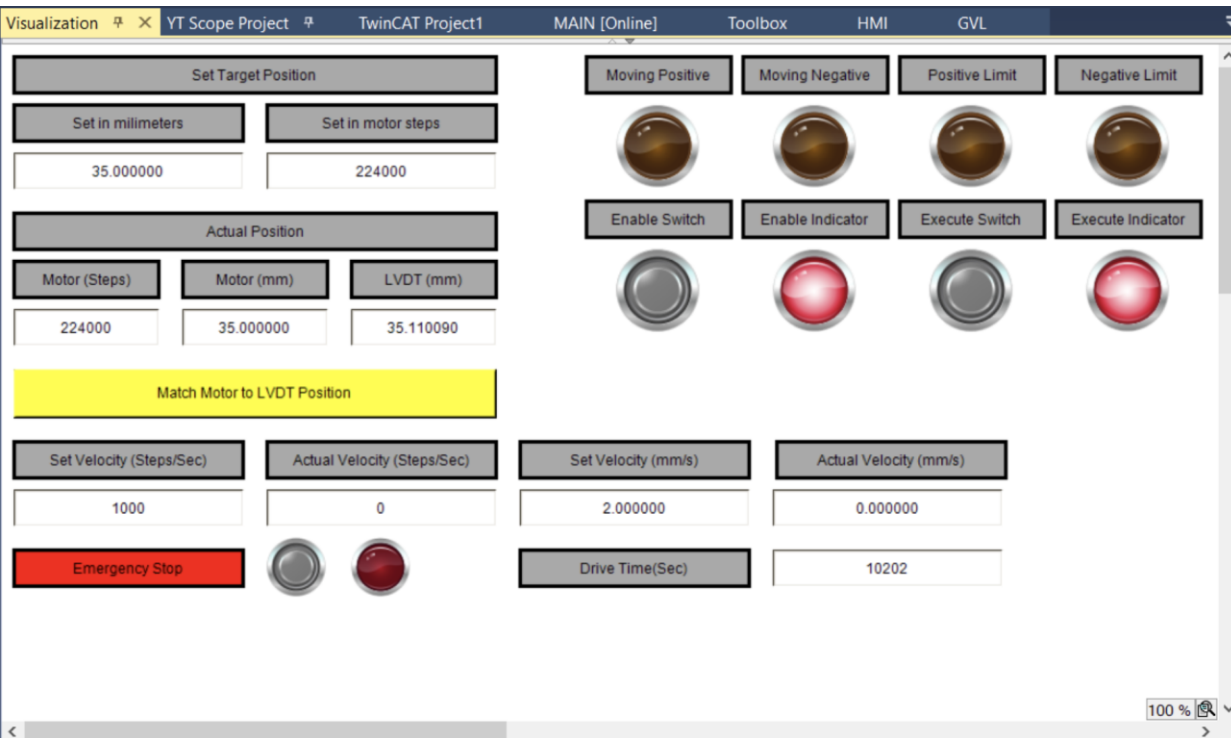 Visualization YT Scope Project TwinCAT Project1 MAIN [Online] Toolbox HMI GVL
Set Target Position
Set in milimeters Set in motor steps
35.000000 224000
Actual Position
Motor (Steps) Motor (mm) LVDT (mm)
224000 35.000000 35.110090
Match Motor to LVDT Position
Moving Positive Moving Negative Positive Limit Negative Limit
Enable Switch Enable Indicator Execute Switch Execute Indicator
Set Velocity (Steps/Sec) Actual Velocity (Steps/Sec) Set Velocity (mm/s) Actual Velocity (mm/s)
1000 0 2.000000 0.000000
Emergency Stop Drive Time(Sec) 10202
100 %